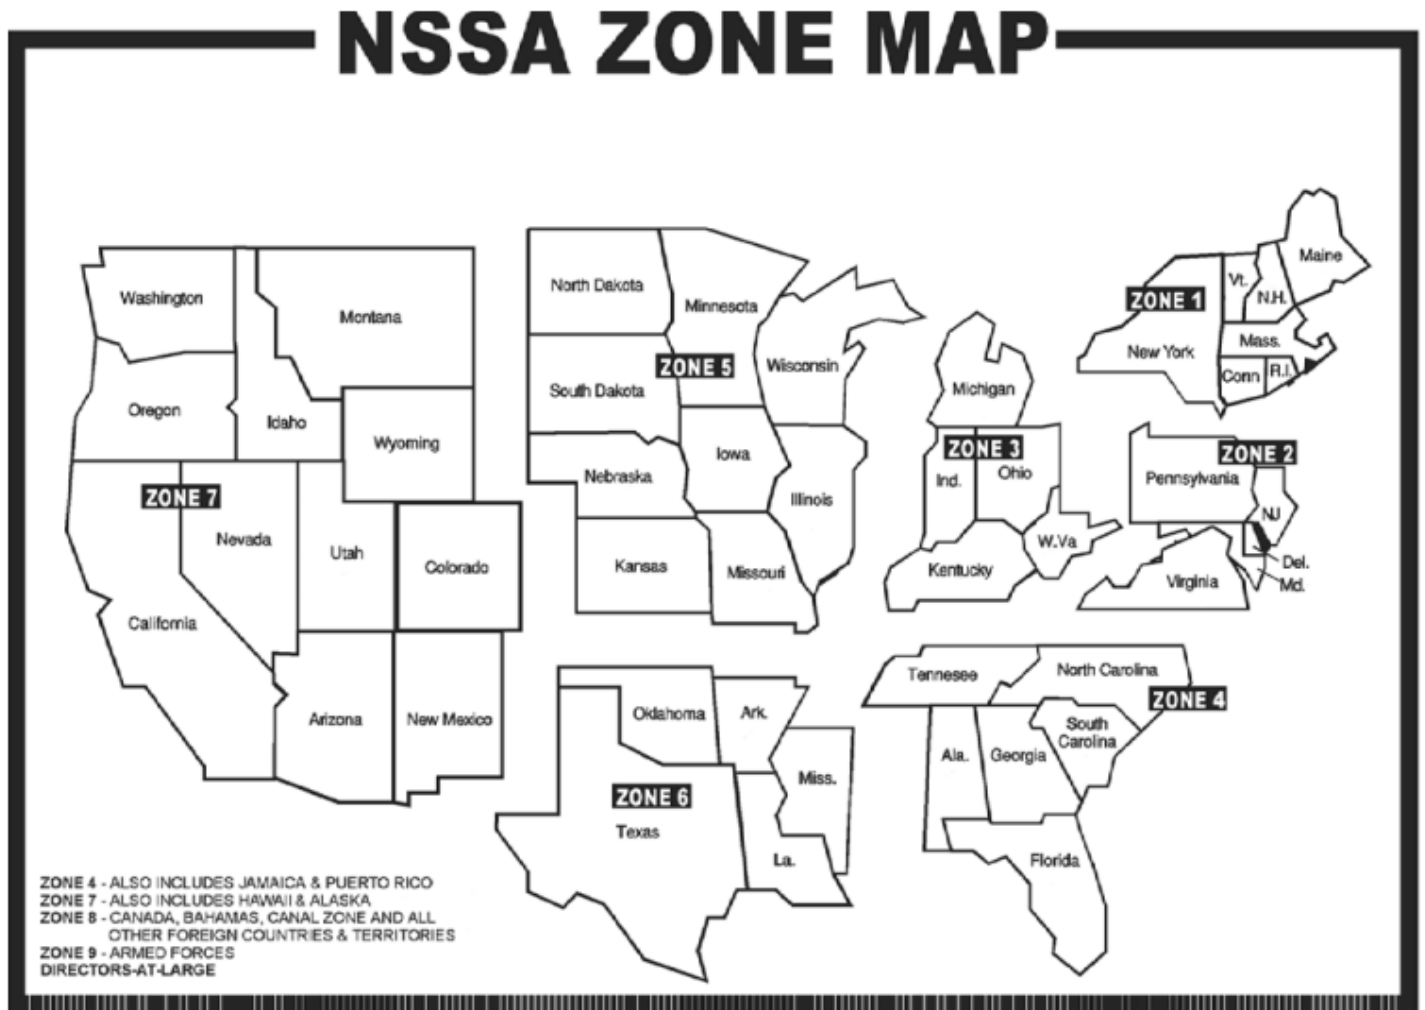 NSSA ZONE MAP
Washington
Montana
Oregon
Idaho
Wyoming
ZONE 7
Nevada
Utah
Colorado
California
Arizona
New Mexico
North Dakota
Minnesota
ZONE 5
Wisconsin
South Dakota
Nebraska
Iowa
Illinois
Kansas
Missouri
Michigan
ZONE 3
Ind.
Ohio
W.Va
Kentucky
Maine
Vt.
N.H.
ZONE 1
New York
Mass.
Conn
R.I.
ZONE 2
Pennsylvania
NJ
Del.
Md.
Virginia
Tennesee
North Carolina
ZONE 4
South
Carolina
Ala.
Georgia
Florida
Oklahoma
Ark.
Miss.
ZONE 6
Texas
La.
ZONE 4 - ALSO INCLUDES JAMAICA & PUERTO RICO
ZONE 7 - ALSO INCLUDES HAWAII & ALASKA
ZONE 8 - CANADA, BAHAMAS, CANAL ZONE AND ALL
OTHER FOREIGN COUNTRIES & TERRITORIES
ZONE 9 - ARMED FORCES
DIRECTORS-AT-LARGE